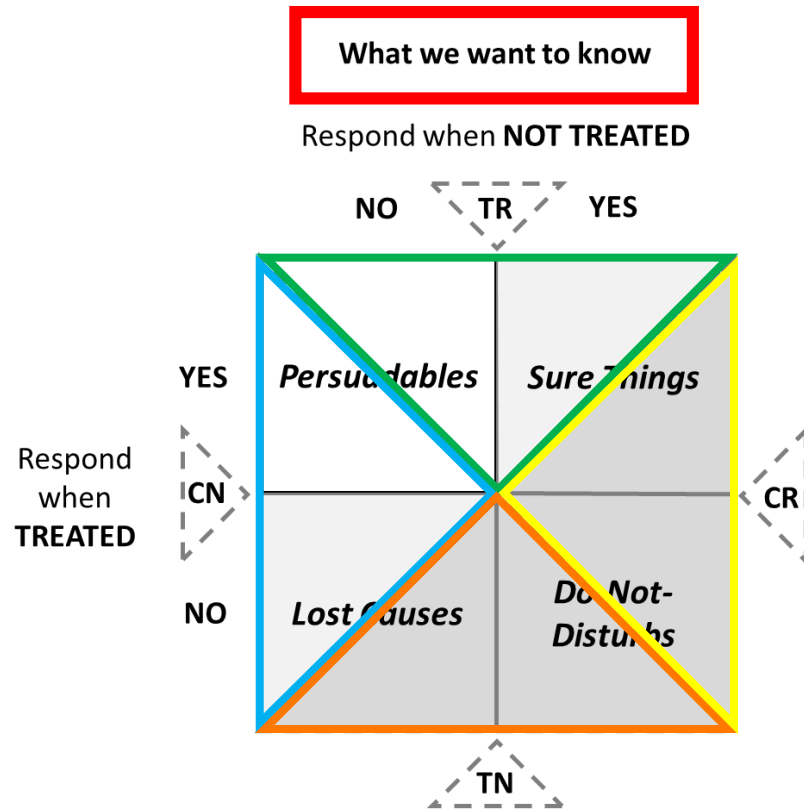 What we want to know
Respond when NOT TREATED
NO TR YES
YES Persuadables Sure Things
Respond
when
TREATED
CN
CR
NO Lost Causes Do-Not-
Disturbs
TN